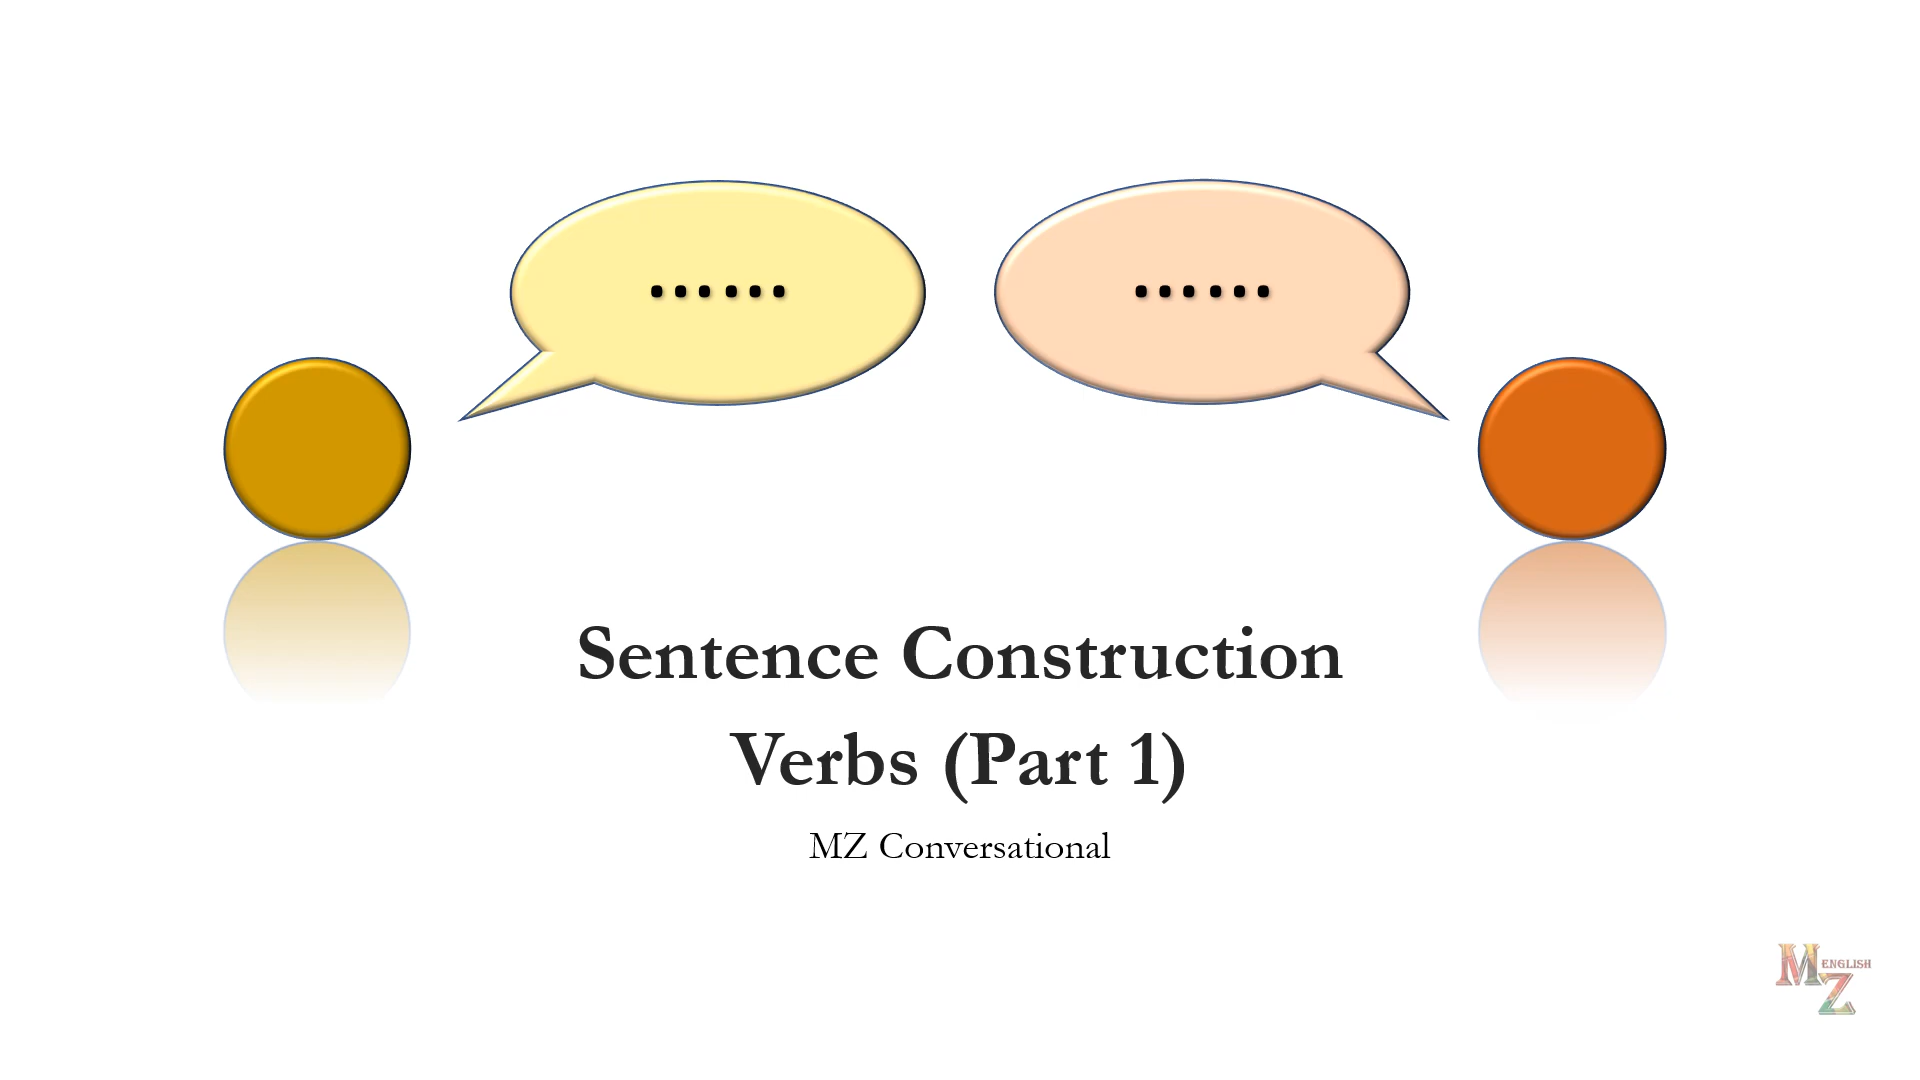 ......
......
Sentence Construction
Verbs (Part 1)
MZ Conversational
MZ ENGLISH